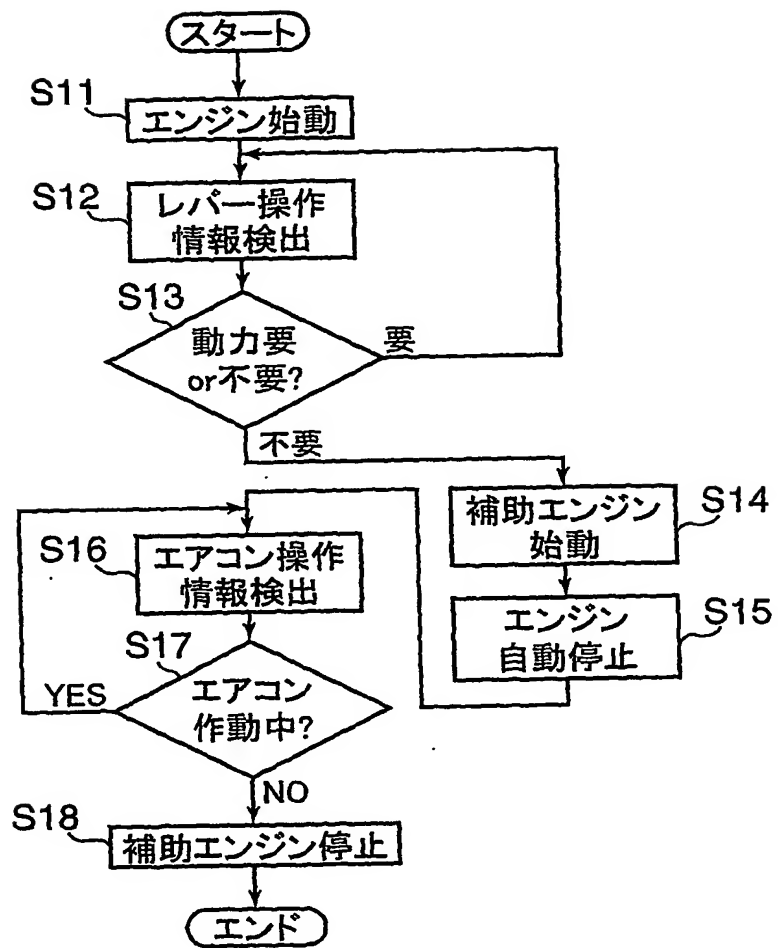 スタート
S11
エンジン始動
S12
レバー操作
情報検出
S13
動力要
or不要?
要
不要
S14
補助エンジン
始動
S15
エンジン
自動停止
S16
エアコン操作
情報検出
S17
エアコン
作動中?
YES
NO
S18
補助エンジン停止
エンド